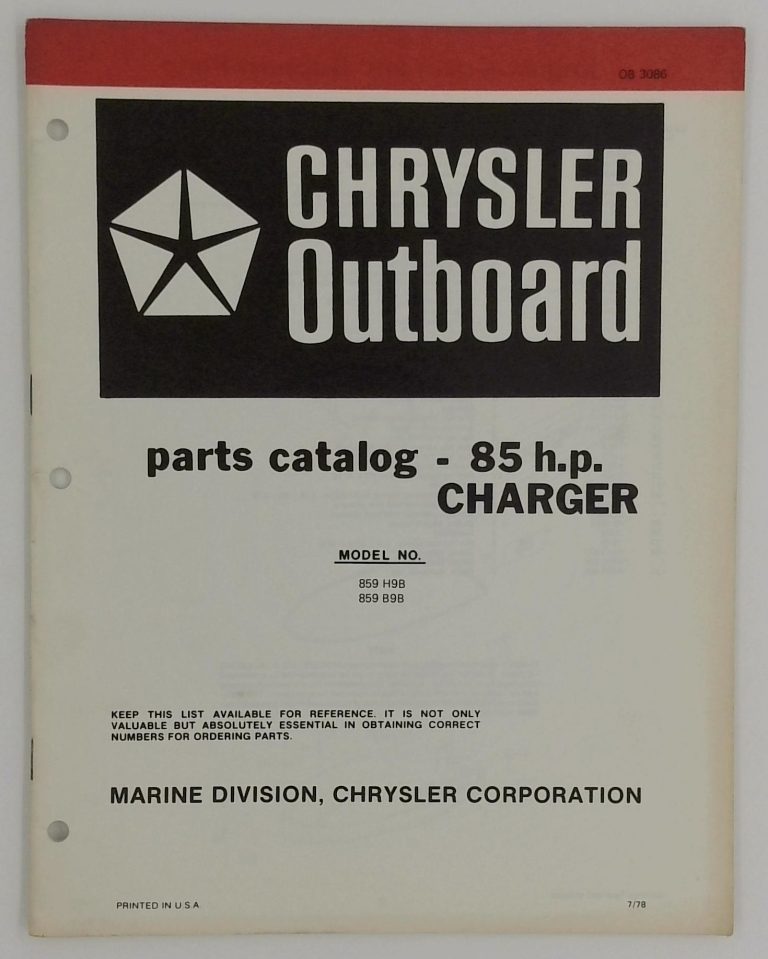 OB 3086
CHRYSLER
Outboard
parts catalog - 85 h.p.
CHARGER
MODEL NO.
859 H9B
859 B9B
KEEP THIS LIST AVAILABLE FOR REFERENCE. IT IS NOT ONLY
VALUABLE BUT ABSOLUTELY ESSENTIAL IN OBTAINING CORRECT
NUMBERS FOR ORDERING PARTS.
MARINE DIVISION, CHRYSLER CORPORATION
PRINTED IN U.S.A.
7/78